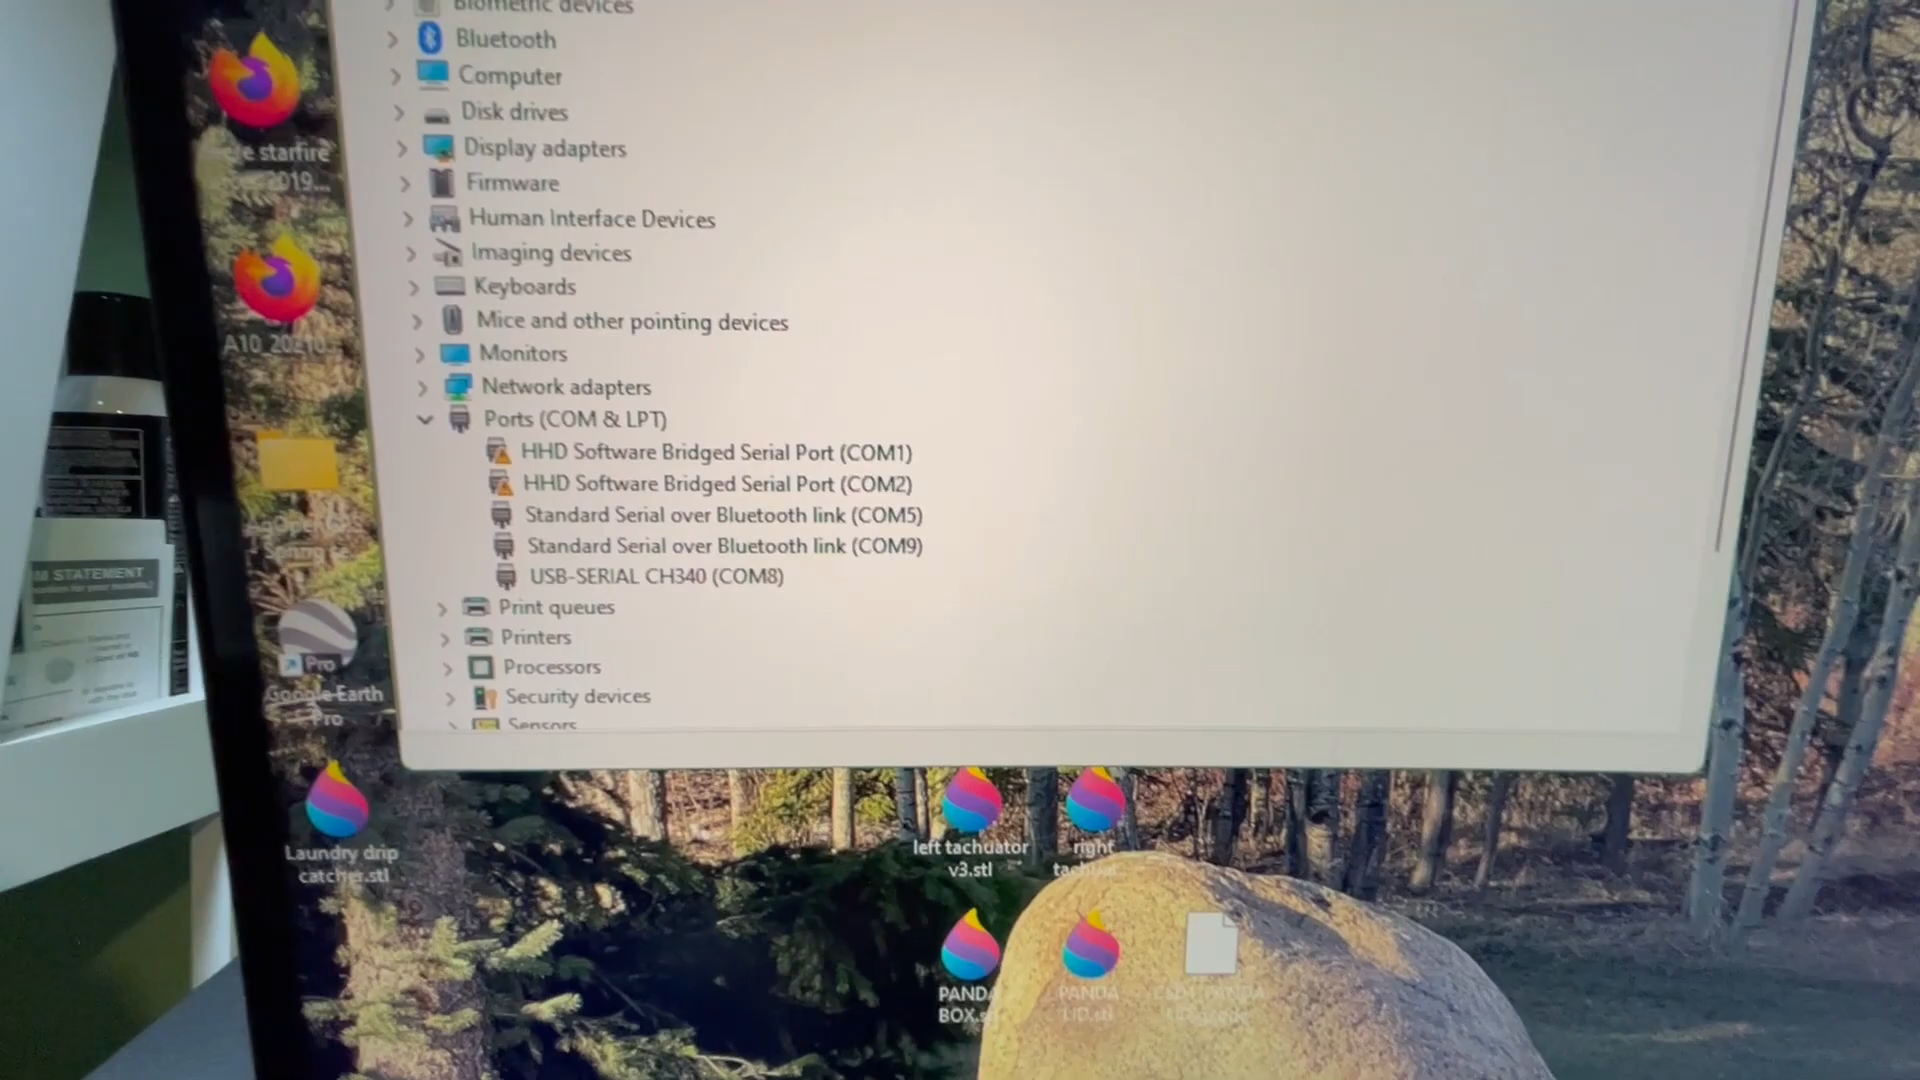 Biometric devices
Bluetooth
Computer
Disk drives
Display adapters
Firmware
Human Interface Devices
Imaging devices
Keyboards
Mice and other pointing devices
Monitors
Network adapters
Ports (COM & LPT)
HHD Software Bridged Serial Port (COM1)
HHD Software Bridged Serial Port (COM2)
Standard Serial over Bluetooth link (COM5)
Standard Serial over Bluetooth link (COM9)
USB-SERIAL CH340 (COM8)
Print queues
Printers
Processors
Security devices
Sensors
starfire
2019...
A10
Pro
Google Earth
Pro
Laundry drip
catcher.stl
left tachuator
v3.stl
right
PANDA
BOX
PANDA
LID.stl
STATEMENT